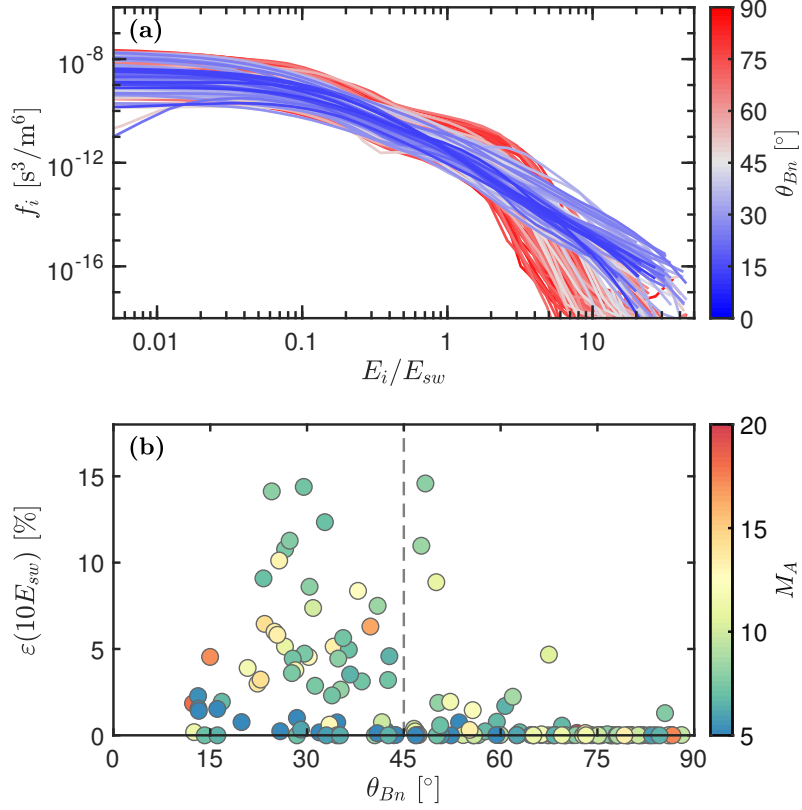 (a)
10^-8
10^-12
10^-16
f_i [s^3/m^6]
0.01 0.1 1 10
E_i/E_sw
90
75
60
45
30
15
0
θ_Bn [°]
(b)
15
10
5
0
ε(10E_sw) [%]
0 15 30 45 60 75 90
θ_Bn [°]
20
15
10
5
M_A